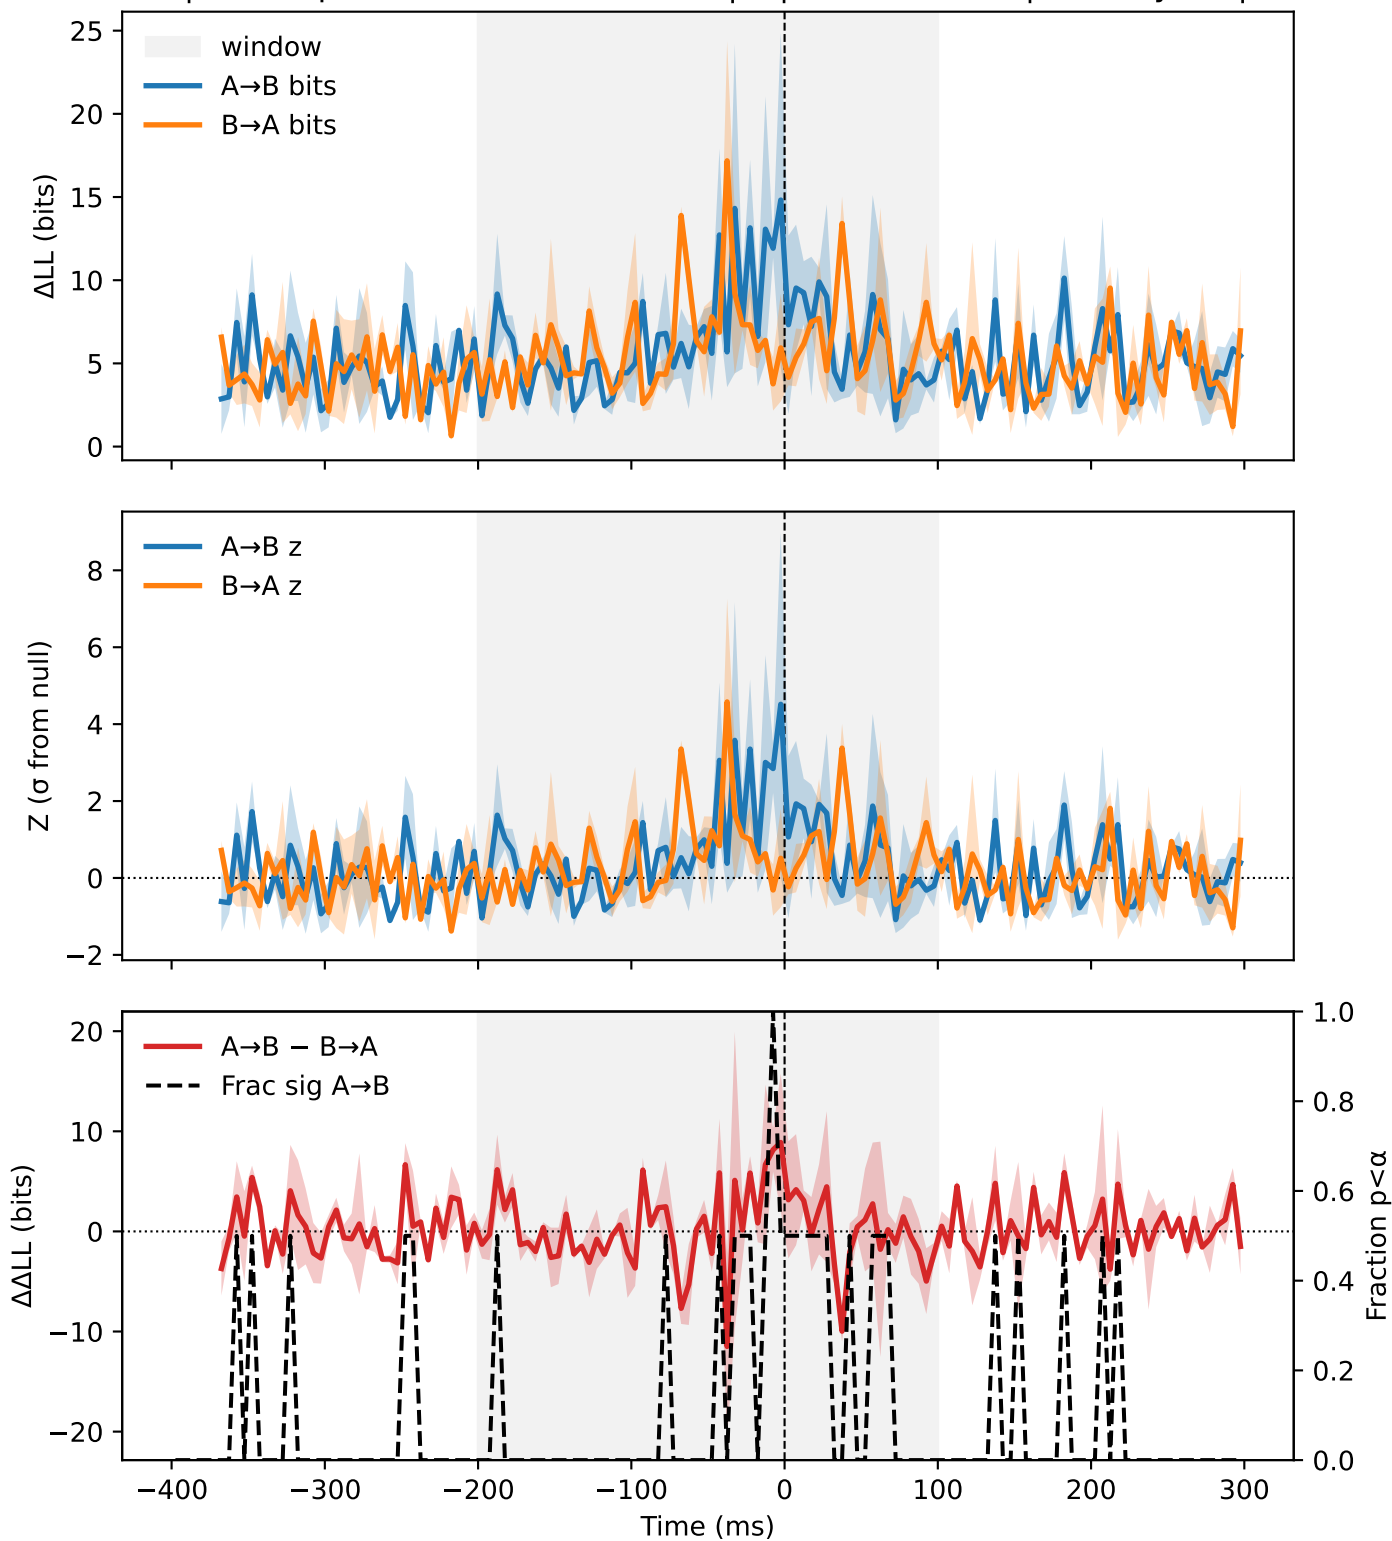 25
20
15
10
5
0
ΔLL (bits)
window
A→B bits
B→A bits
8
6
4
2
0
−2
Z (σ from null)
A→B z
B→A z
20
10
0
−10
−20
ΔΔLL (bits)
A→B − B→A
Frac sig A→B
1.0
0.8
0.6
0.4
0.2
0.0
Fraction p<α
−400 −300 −200 −100 0 100 200 300
Time (ms)